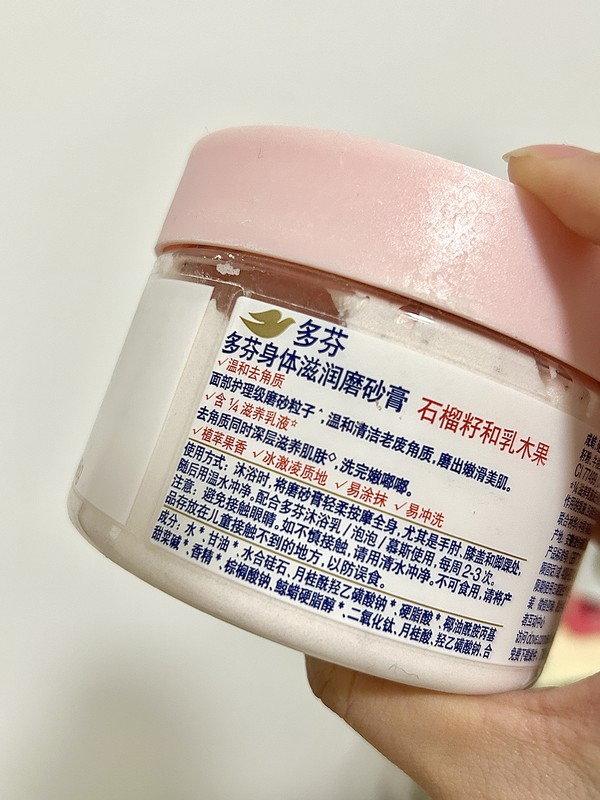 多芬
多芬身体滋润磨砂膏 石榴籽和乳木果
✓温和去角质
面部护理级磨砂粒子^，温和清洁老废角质，磨出嫩滑美肌。
✓含¼滋养乳液☆
去角质同时深层滋养肌肤◇，洗完嫩嘟嘟。
✓植萃果香 ✓冰激凌质地 ✓易涂抹 ✓易冲洗
使用方式：沐浴时，将磨砂膏轻柔按摩全身，尤其是手肘，膝盖和脚踝处，
随后用温水冲净。配合多芬沐浴乳/泡泡/慕斯使用，每周2-3次。
注意：避免接触眼睛。如不慎接触，请用清水冲净。不可食用，请将产
品存放在儿童接触不到的地方，以防误食。
成分：水*、甘油*、水合硅石、月桂酰羟乙磺酸钠*、硬脂酸*、椰油酰胺丙基
甜菜碱*、香精*、棕榈酸钠、鲸蜡硬脂醇*、二氧化钛、月桂酸、羟乙磺酸钠、合